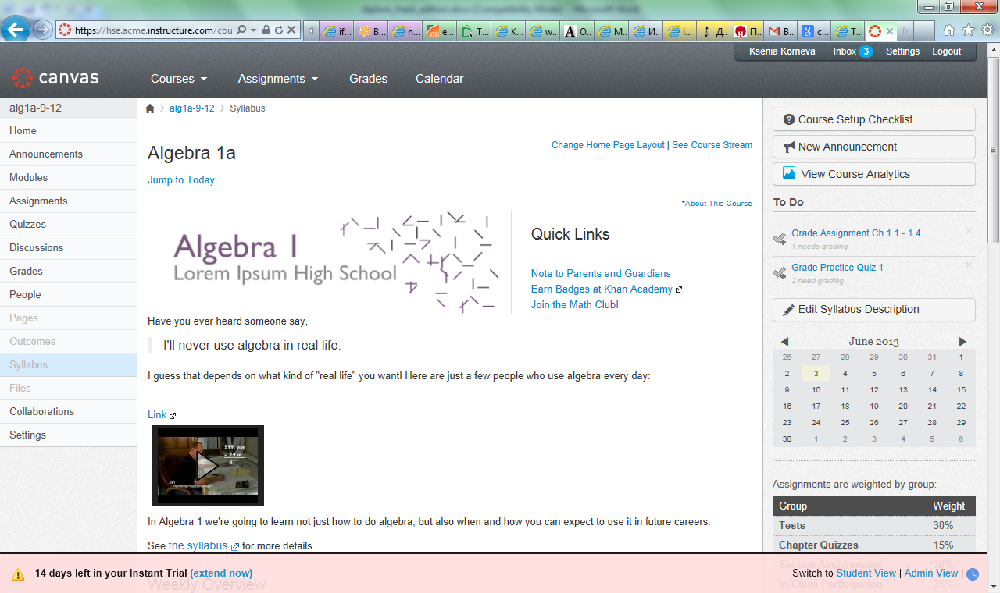 https://hse.acme.instructure.com/cou
if...
B...
n...
e...
T...
K...
w...
O...
M...
И...
i...
Д...
П...
B...
c...
T...
Ksenia Korneva
Inbox 3
Settings
Logout
canvas
Courses
Assignments
Grades
Calendar
alg1a-9-12
Home
Announcements
Modules
Assignments
Quizzes
Discussions
Grades
People
Pages
Outcomes
Syllabus
Files
Collaborations
Settings
alg1a-9-12
Syllabus
Algebra 1a
Change Home Page Layout | See Course Stream
Jump to Today
*About This Course
Algebra 1
Lorem Ipsum High School
Quick Links
Note to Parents and Guardians
Earn Badges at Khan Academy
Join the Math Club!
Have you ever heard someone say,
I'll never use algebra in real life.
I guess that depends on what kind of "real life" you want! Here are just a few people who use algebra every day:
Link
5ft. pipe
- 24 in.
Jim
Plumbing Project Manager
In Algebra 1 we're going to learn not just how to do algebra, but also when and how you can expect to use it in future careers.
See the syllabus for more details.
Weekly Overview
Course Setup Checklist
New Announcement
View Course Analytics
To Do
Grade Assignment Ch 1.1 - 1.4
1 needs grading
Grade Practice Quiz 1
2 need grading
Edit Syllabus Description
June 2013
26 27 28 29 30 31 1
2 3 4 5 6 7 8
9 10 11 12 13 14 15
16 17 18 19 20 21 22
23 24 25 26 27 28 29
30 1 2 3 4 5 6
Assignments are weighted by group:
Group Weight
Tests 30%
Chapter Quizzes 15%
Section Assignments 30%
In-Class Participation 25%
14 days left in your Instant Trial (extend now)
Switch to Student View | Admin View |